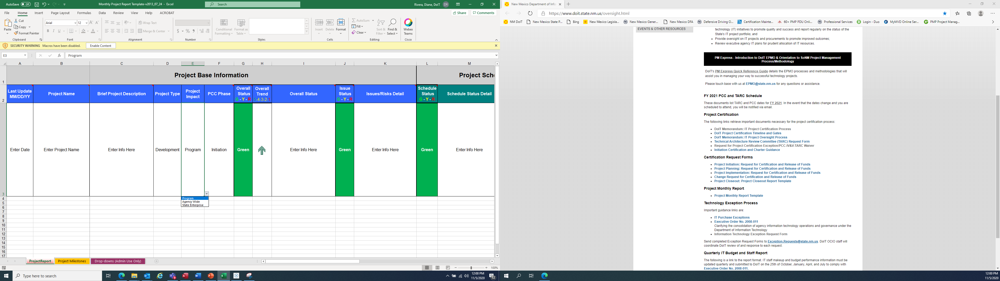 AutoSave Off
Monthly Project Report Template-v2013_07_24 - Excel
Search
Rivera, Diane, DoIT DR
File Home Insert Page Layout Formulas Data Review View Help ACROBAT
Share Comments
Paste
Cut
Copy
Format Painter
Clipboard
Arial 12
B I U
Font
Wrap Text
Merge & Center
Alignment
$ % 9
Number
Conditional Formatting
Format as Table
Styles
Insert Delete Format
Cells
AutoSum
Fill
Clear
Sort & Filter
Find & Select
Editing
Webex Teams
Cisco
SECURITY WARNING Macros have been disabled. Enable Content
E3 fx Program
A B C D E F G H I J K L M
1 Project Base Information Project Sche
2
Last Update MM/DD/YY
Project Name
Brief Project Description
Project Type
Project Impact
PCC Phase
Overall Status G - Y - R
Overall Trend -4-3-2-1
Overall Status
Issue Status G - Y - R
Issues/Risks Detail
Schedule Status G - Y - R
Schedule Status Detail
3
Enter Date Enter Project Name Enter Info Here Development Program Initiation Green Enter Info Here Green Enter Info Here Green Enter Info Here
Program
Agency Wide
State Enterprise
4
5
6
7
8
9
10
11
12
13
14
15
16
17
ProjectReport Project Milestones Drop-downs (Admin Use Only)
100%
Type here to search
12:00 PM
11/5/2020
32
New Mexico Department of Info
https://www.doit.state.nm.us/oversight.html
NM DoIT New Mexico State P... Bing New Mexico Legisla... New Mexico Gener... New Mexico DFA Defensive Driving O... Certification Mainte... 60+ PMP PDU Onli... Professional Services Login - Duo MyMVD Online Ser... PMP Project Manag...
EVENTS & OTHER RESOURCES
technology (IT) initiatives to promote quality and success and report regularly on the status of the
State's IT project portfolio; and
• Provide oversight on IT projects and procurements to promote improved outcomes;
• Review executive agency IT plans for prudent allocation of IT resources.
PM Express - Introduction to DoIT EPMO & Orientation to SoNM Project Management
Process/Methodology
DoIT's PM Express Quick Reference Guide details the EPMO processes and methodologies that will
assist you in managing your way to successful technology projects.
Please touch base with us at EPMO@state.nm.us for any questions or assistance.
FY 2021 PCC and TARC Schedule
These documents list TARC and PCC dates for FY 2021. In the event that the dates change and you are
scheduled to attend, you will be notified via email.
Project Certification
The following links retrieve important documents necessary for the project certification process:
• DoIT Memorandum: IT Project Certification Process
• DoIT Project Certification Timeline and Gates
• DoIT Memorandum: IT Project Oversight Process
• Technical Architecture Review Committee (TARC) Request Form
• Request for Project Certification Exception/PCC-IV&V-TARC Waiver
• Initiation Certification and Charter Guidance
Certification Request Forms
• Project Initiation: Request for Certification and Release of Funds
• Project Planning: Request for Certification and Release of Funds
• Project Implementation: Request for Certification and Release of Funds
• Change Request for Certification and Release of Funds
• Project Closeout: Project Closeout Report Template
Project Monthly Report
• Project Monthly Report Template
Technology Exception Process
Important guidance links are:
• IT Purchase Exceptions
• Executive Order No. 2008-011
Clarifying the consolidation of agency information technology operations and governance under the
Department of Information Technology
• Information Technology Exception Request Form
Send completed Exception Request Forms to Exception.Requests@state.nm.us. DoIT OCIO staff will
coordinate DoIT review of and response to each request.
Quarterly IT Budget and Staff Report
The following is a link to the report format. IT staff makeup and budget performance information must be
updated quarterly and submitted to DoIT on the 25th of October, January, April, and July to comply with
Executive Order No. 2008-011.
12:00 PM
11/5/2020